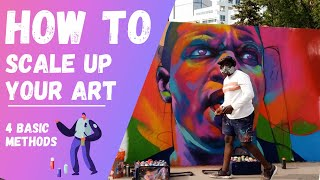 HOW TO
SCALE UP
YOUR ART
4 BASIC
METHODS